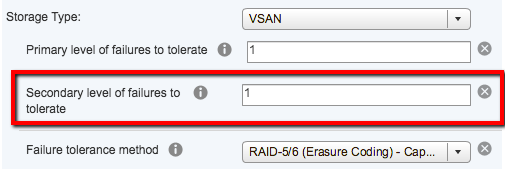 Storage Type:
VSAN
Primary level of failures to tolerate
1
Secondary level of failures to
tolerate
1
Failure tolerance method
RAID-5/6 (Erasure Coding) - Cap...